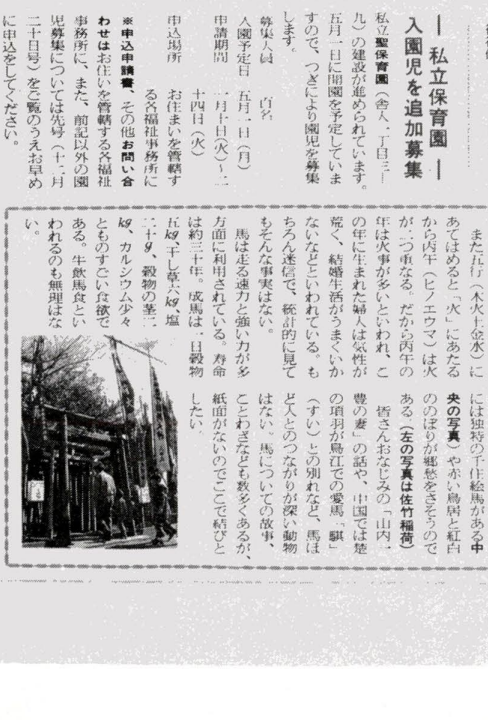 ― 私立保育園 ―
入園児を追加募集
私立聖保育園(舎人一丁目三―
九)の建設が進められています。
五月一日に開園を予定していま
すので、つぎにより園児を募集
します。
募集人員 百名
入園予定日 五月一日(月)
申請期間 一月十日(火)~二
十四日(火)
申込場所 お住まいを管轄す
る各福祉事務所に
※申込申請書、その他お問い合
わせはお住いを管轄する各福祉
事務所に、また、前記以外の園
児募集については先号(十二月
二十日号)をご覧のうえお早め
に申込をしてください。
また五行(木火土金水)に
あてはめると「火」にあたる
から丙午(ヒノエウマ)は火
が二つ重なる。だから丙午の
年は火事が多いといわれ、こ
の年に生まれた婦人は気性が
荒く、結婚生活がうまくいか
ないなどといわれている。も
ちろん迷信で、統計的に見て
もそんな事実はない。
馬は走る速力と強い力が多
方面に利用されている。寿命
は約三十年。成馬は一日穀物
五kg、干し草六kg、塩
二十g、穀物の茎二
kg、カルシウム少々
とものすごい食欲で
ある。牛飲馬食とい
われるのも無理はな
い。
には独特の千住絵馬がある中
央の写真)や赤い鳥居と紅白
ののぼりが郷愁をさそうので
ある(左の写真は佐竹稲荷)
皆さんおなじみの「山内一
豊の妻」の話や、中国では楚
の項羽が烏江での愛馬「騅」
(すい)との別れなど、馬ほ
ど人とのつながりが深い動物
はない。馬についての故事、
ことわざなども数多くあるが、
紙面がないのでここで結びと
したい。